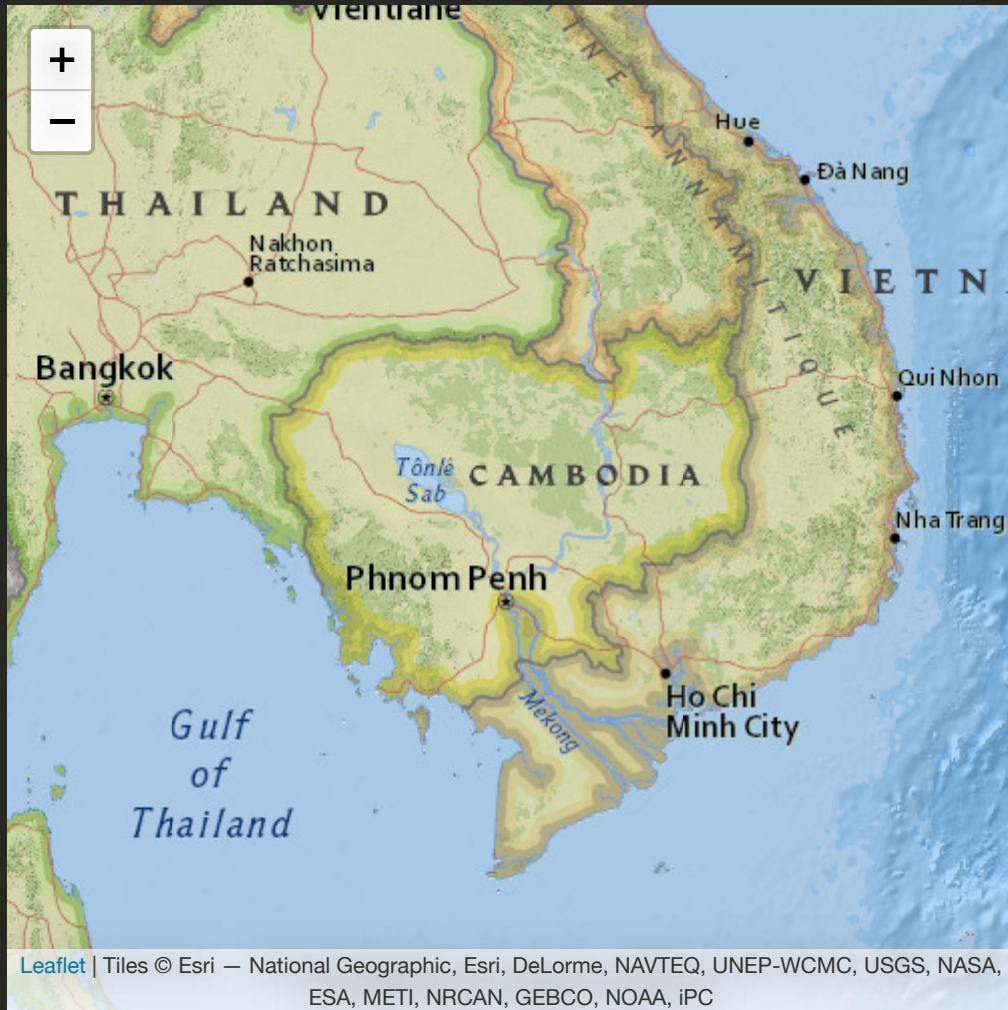 Vientiane
+
−
INE ANNAMITIQUE
Hue
Đà Nang
THAILAND
Nakhon
Ratchasima
VIETN
Bangkok
Qui Nhon
Tônlé
Sab
CAMBODIA
Nha Trang
Phnom Penh
Mekong
Ho Chi
Minh City
Gulf
of
Thailand
Leaflet | Tiles © Esri — National Geographic, Esri, DeLorme, NAVTEQ, UNEP-WCMC, USGS, NASA,
ESA, METI, NRCAN, GEBCO, NOAA, iPC